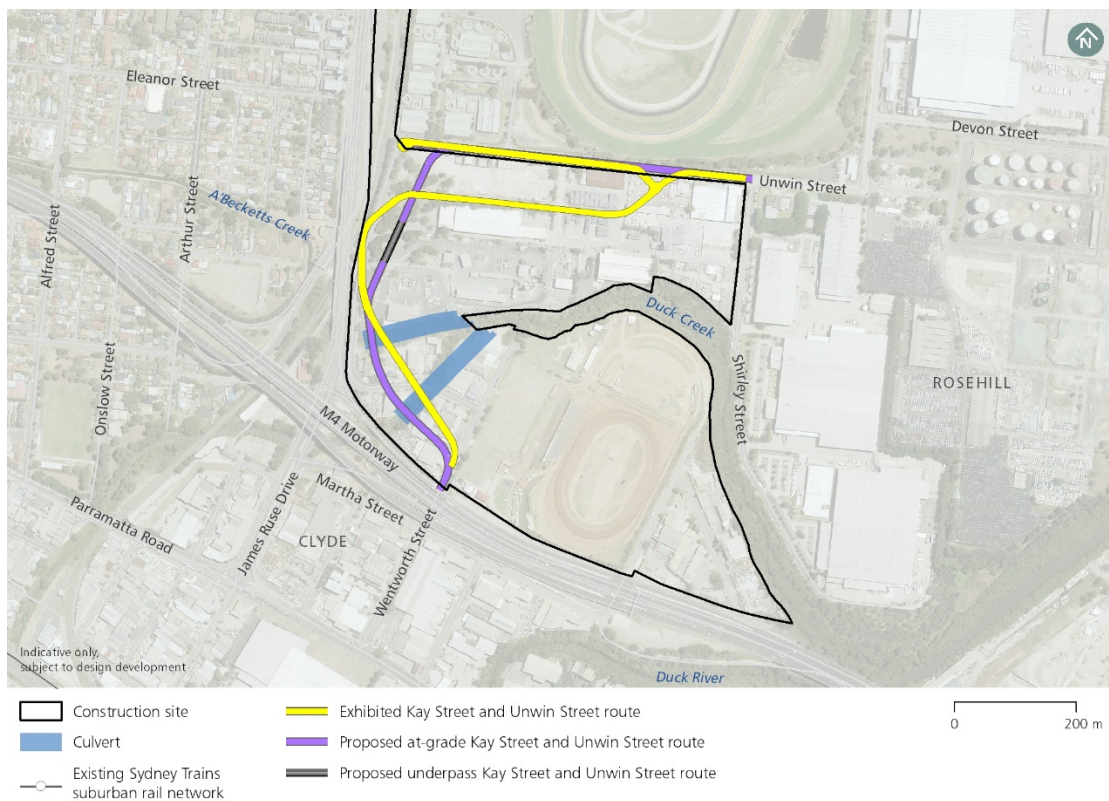 N
Eleanor Street
Devon Street
Unwin Street
A'Becketts Creek
Arthur Street
Alfred Street
Duck Creek
Shirley Street
ROSEHILL
Onslow Street
M4 Motorway
Martha Street
James Ruse Drive
CLYDE
Parramatta Road
Wentworth Street
Indicative only,
subject to design development
Duck River
Construction site
Culvert
Existing Sydney Trains
suburban rail network
Exhibited Kay Street and Unwin Street route
Proposed at-grade Kay Street and Unwin Street route
Proposed underpass Kay Street and Unwin Street route
0 200 m